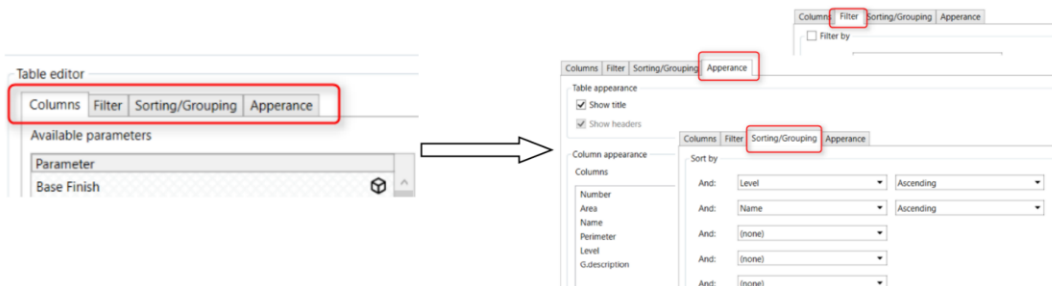 Table editor
Columns Filter Sorting/Grouping Apperance
Available parameters
Parameter
Base Finish
Columns Filter Sorting/Grouping Apperance
Filter by
Columns Filter Sorting/Grouping Apperance
Table appearance
Show title
Show headers
Column appearance
Columns
Number
Area
Name
Perimeter
Level
G.description
Columns Filter Sorting/Grouping Apperance
Sort by
And: Level Ascending
And: Name Ascending
And: (none)
And: (none)
And: (none)